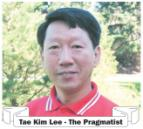 Tae Kim Lee - The Pragmatist